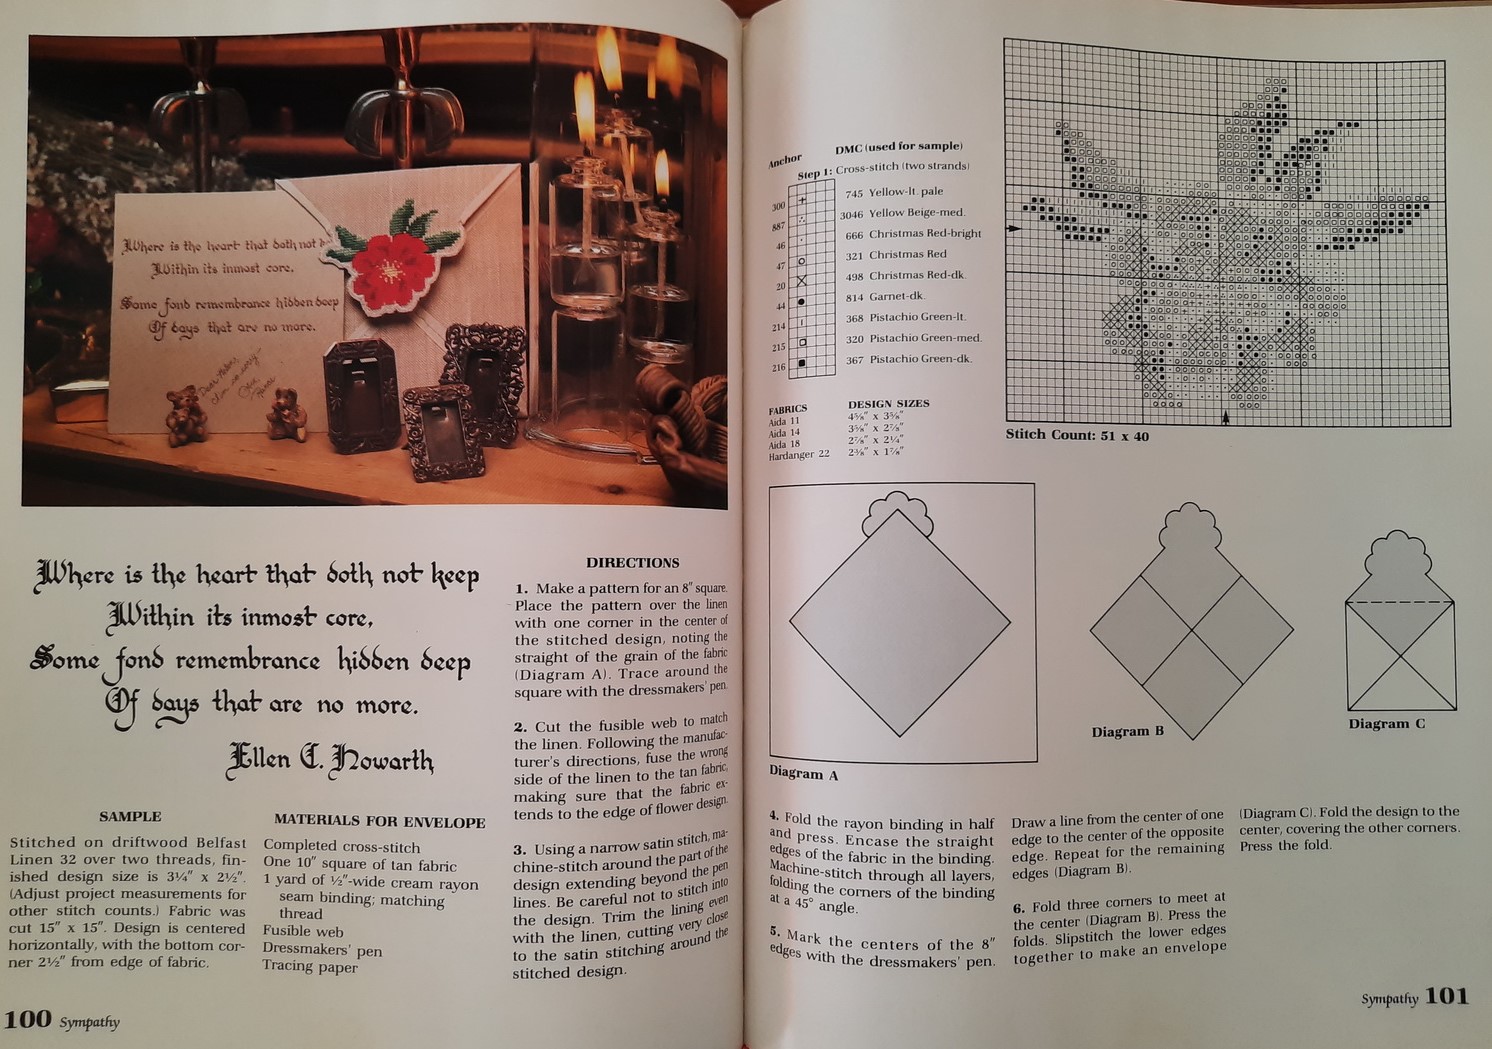 Where is the heart that doth not
Within its inmost core.
Some fond remembrance hidden deep
Of days that are no more.
Where is the heart that doth not keep
Within its inmost core,
Some fond remembrance hidden deep
Of days that are no more.
Ellen C. Howarth
SAMPLE
Stitched on driftwood Belfast
Linen 32 over two threads, fin-
ished design size is 3¼" x 2½".
(Adjust project measurements for
other stitch counts.) Fabric was
cut 15" x 15". Design is centered
horizontally, with the bottom cor-
ner 2½" from edge of fabric.
MATERIALS FOR ENVELOPE
Completed cross-stitch
One 10" square of tan fabric
1 yard of ½"-wide cream rayon
seam binding; matching
thread
Fusible web
Dressmakers' pen
Tracing paper
DIRECTIONS
1. Make a pattern for an 8" square.
Place the pattern over the linen
with one corner in the center of
the stitched design, noting the
straight of the grain of the fabric
(Diagram A). Trace around the
square with the dressmakers' pen.
2. Cut the fusible web to match
the linen. Following the manufac-
turer's directions, fuse the wrong
side of the linen to the tan fabric,
making sure that the fabric ex-
tends to the edge of flower design.
3. Using a narrow satin stitch, ma-
chine-stitch around the part of the
design extending beyond the pen
lines. Be careful not to stitch into
the design. Trim the lining even
with the linen, cutting very close
to the satin stitching around the
stitched design.
100 Sympathy
Anchor DMC (used for sample)
Step 1: Cross-stitch (two strands)
300 + 745 Yellow-lt. pale
887 ∴ 3046 Yellow Beige-med.
46 · 666 Christmas Red-bright
47 o 321 Christmas Red
20 X 498 Christmas Red-dk.
44 ● 814 Garnet-dk.
214 | 368 Pistachio Green-lt.
215 □ 320 Pistachio Green-med.
216 ■ 367 Pistachio Green-dk.
FABRICS DESIGN SIZES
Aida 11 4⅝" x 3⅝"
Aida 14 3⅝" x 2⅞"
Aida 18 2⅞" x 2¼"
Hardanger 22 2⅜" x 1⅞"
Stitch Count: 51 x 40
Diagram A
Diagram B
Diagram C
4. Fold the rayon binding in half
and press. Encase the straight
edges of the fabric in the binding.
Machine-stitch through all layers,
folding the corners of the binding
at a 45° angle.
5. Mark the centers of the 8"
edges with the dressmakers' pen.
Draw a line from the center of one
edge to the center of the opposite
edge. Repeat for the remaining
edges (Diagram B).
6. Fold three corners to meet at
the center (Diagram B). Press the
folds. Slipstitch the lower edges
together to make an envelope
(Diagram C). Fold the design to the
center, covering the other corners.
Press the fold.
Sympathy 101